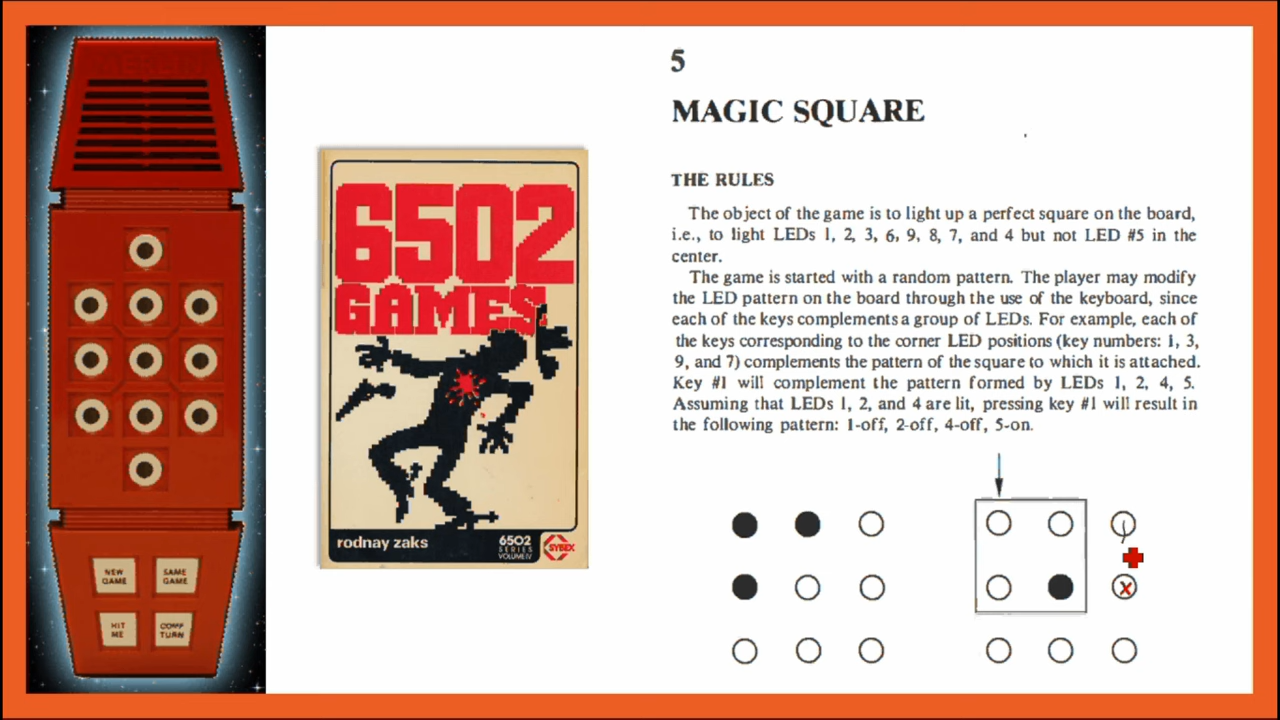 MERLIN
NEW
GAME
SAME
GAME
HIT
ME
COMP
TURN
6502
GAMES
rodnay zaks
6502
SERIES
VOLUME IV
SYBEX
5
MAGIC SQUARE
THE RULES
The object of the game is to light up a perfect square on the board,
i.e., to light LEDs 1, 2, 3, 6, 9, 8, 7, and 4 but not LED #5 in the
center.
The game is started with a random pattern. The player may modify
the LED pattern on the board through the use of the keyboard, since
each of the keys complements a group of LEDs. For example, each of
the keys corresponding to the corner LED positions (key numbers: 1, 3,
9, and 7) complements the pattern of the square to which it is attached.
Key #1 will complement the pattern formed by LEDs 1, 2, 4, 5.
Assuming that LEDs 1, 2, and 4 are lit, pressing key #1 will result in
the following pattern: 1-off, 2-off, 4-off, 5-on.
x